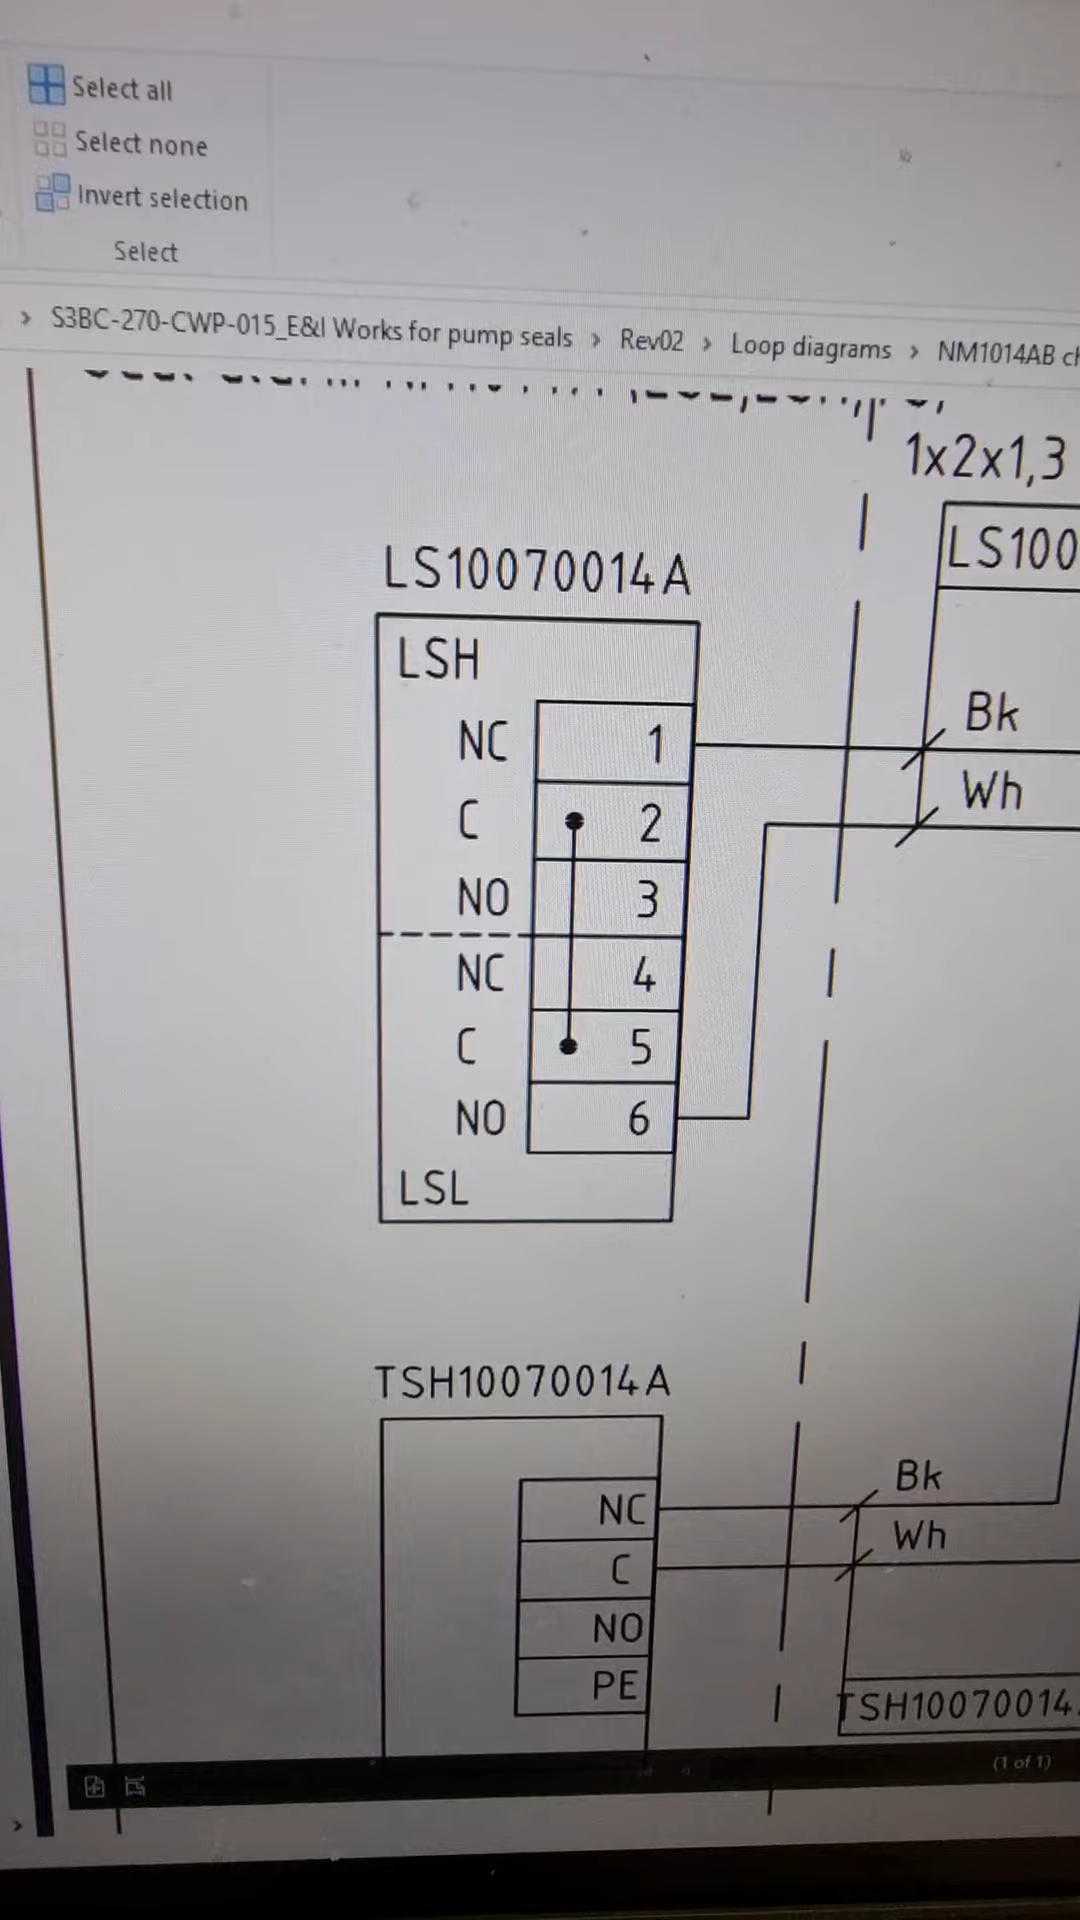 Select all
Select none
Invert selection
Select
› S3BC-270-CWP-015_E&I Works for pump seals › Rev02 › Loop diagrams › NM1014AB
1x2x1,3
LS10070014A
LS100
LSH
NC 1
Bk
C 2
Wh
NO 3
NC 4
C 5
NO 6
LSL
TSH10070014A
NC
Bk
C
Wh
NO
PE
TSH10070014
(1 of 1)